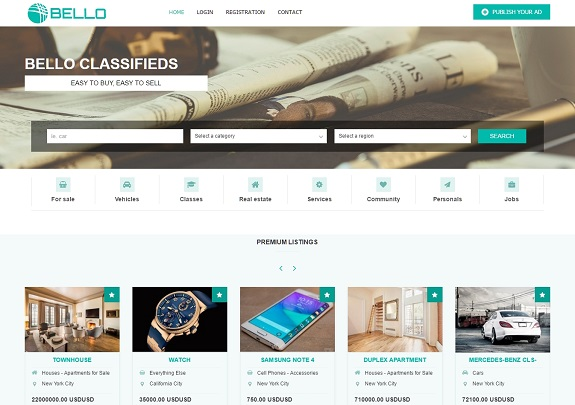 BELLO
HOME LOGIN REGISTRATION CONTACT
PUBLISH YOUR AD
BELLO CLASSIFIEDS
EASY TO BUY, EASY TO SELL
ie. car
Select a category
Select a region
SEARCH
For sale
Vehicles
Classes
Real estate
Services
Community
Personals
Jobs
PREMIUM LISTINGS
TOWNHOUSE
Houses - Apartments for Sale
New York City
22000000.00 USDUSD
WATCH
Everything Else
California City
35000.00 USDUSD
SAMSUNG NOTE 4
Cell Phones - Accessories
New York City
750.00 USDUSD
DUPLEX APARTMENT
Houses - Apartments for Sale
New York City
710000.00 USDUSD
MERCEDES-BENZ CLS-
Cars
New York City
72100.00 USDUSD